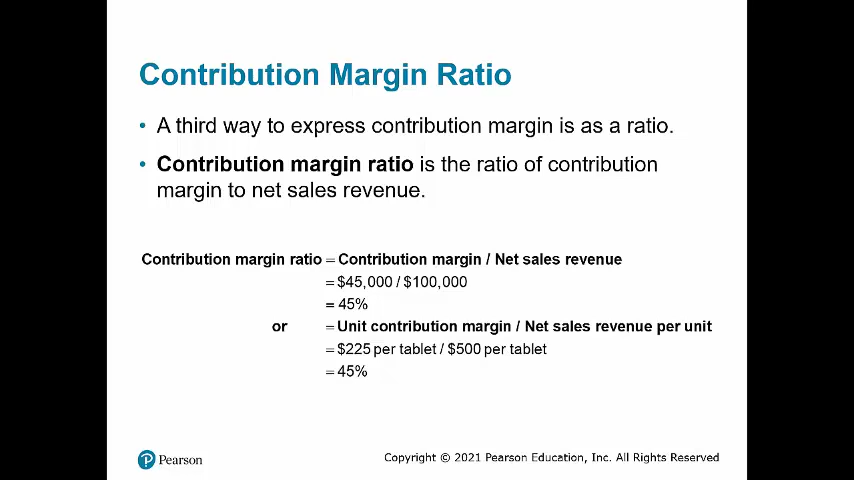 Contribution Margin Ratio
• A third way to express contribution margin is as a ratio.
• Contribution margin ratio is the ratio of contribution
margin to net sales revenue.
Contribution margin ratio = Contribution margin / Net sales revenue
= $45,000 / $100,000
= 45%
or = Unit contribution margin / Net sales revenue per unit
= $225 per tablet / $500 per tablet
= 45%
P Pearson
Copyright © 2021 Pearson Education, Inc. All Rights Reserved